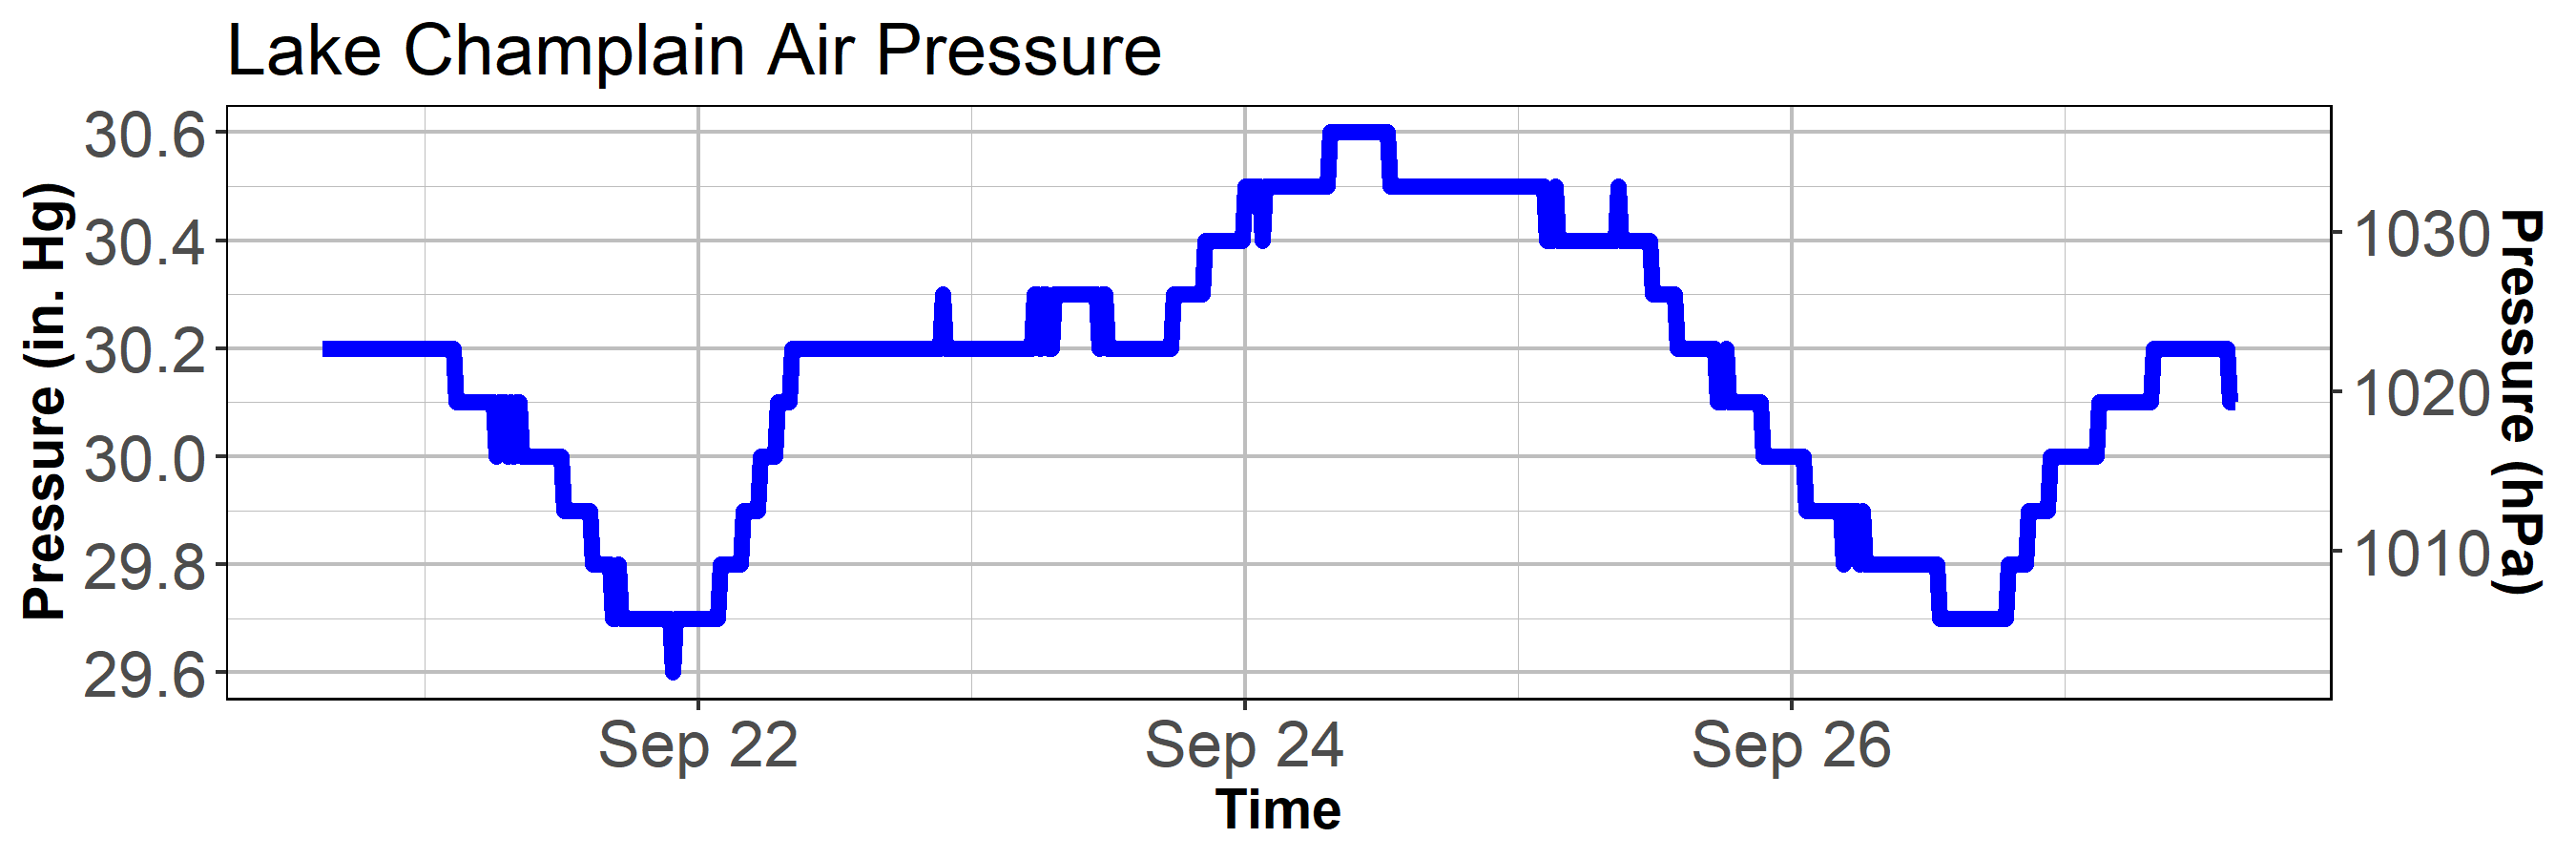 Lake Champlain Air Pressure
Pressure (in. Hg)
30.6
30.4
30.2
30.0
29.8
29.6
1030
1020
1010
Pressure (hPa)
Sep 22 Sep 24 Sep 26
Time